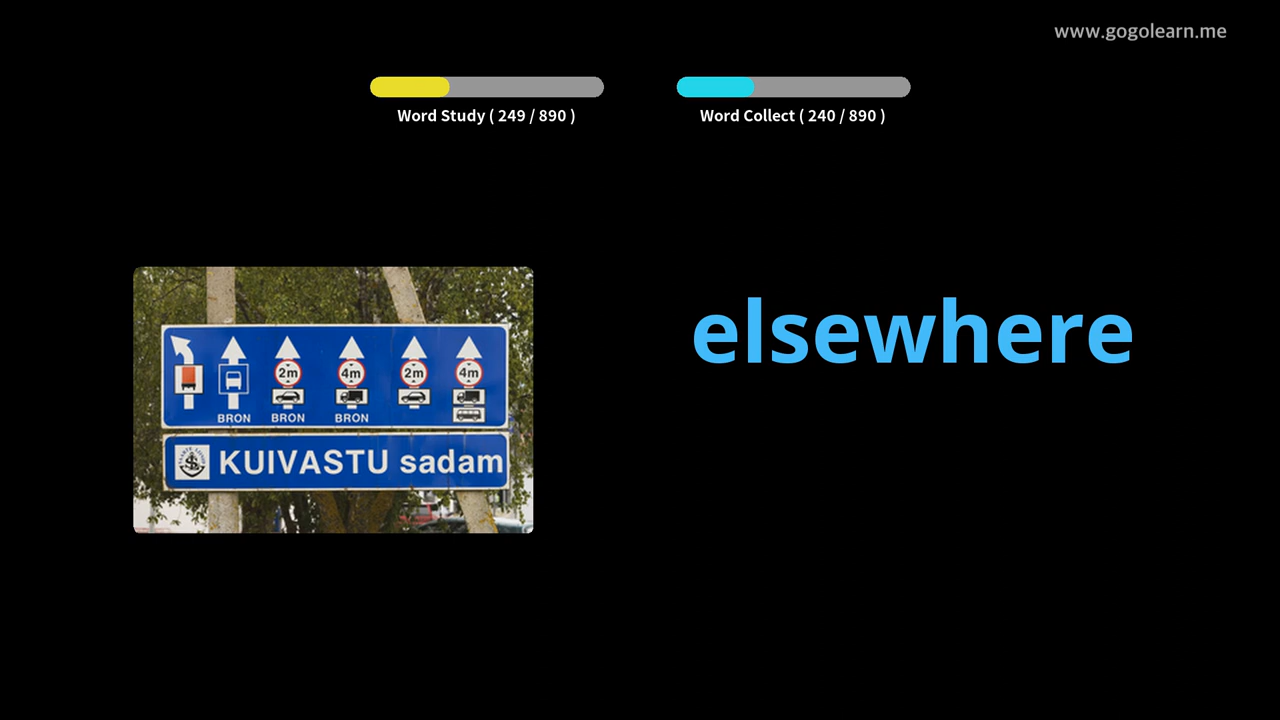 www.gogolearn.me
Word Study ( 249 / 890 )
Word Collect ( 240 / 890 )
elsewhere
2m 4m 2m 4m
BRON BRON BRON
KUIVASTU sadam